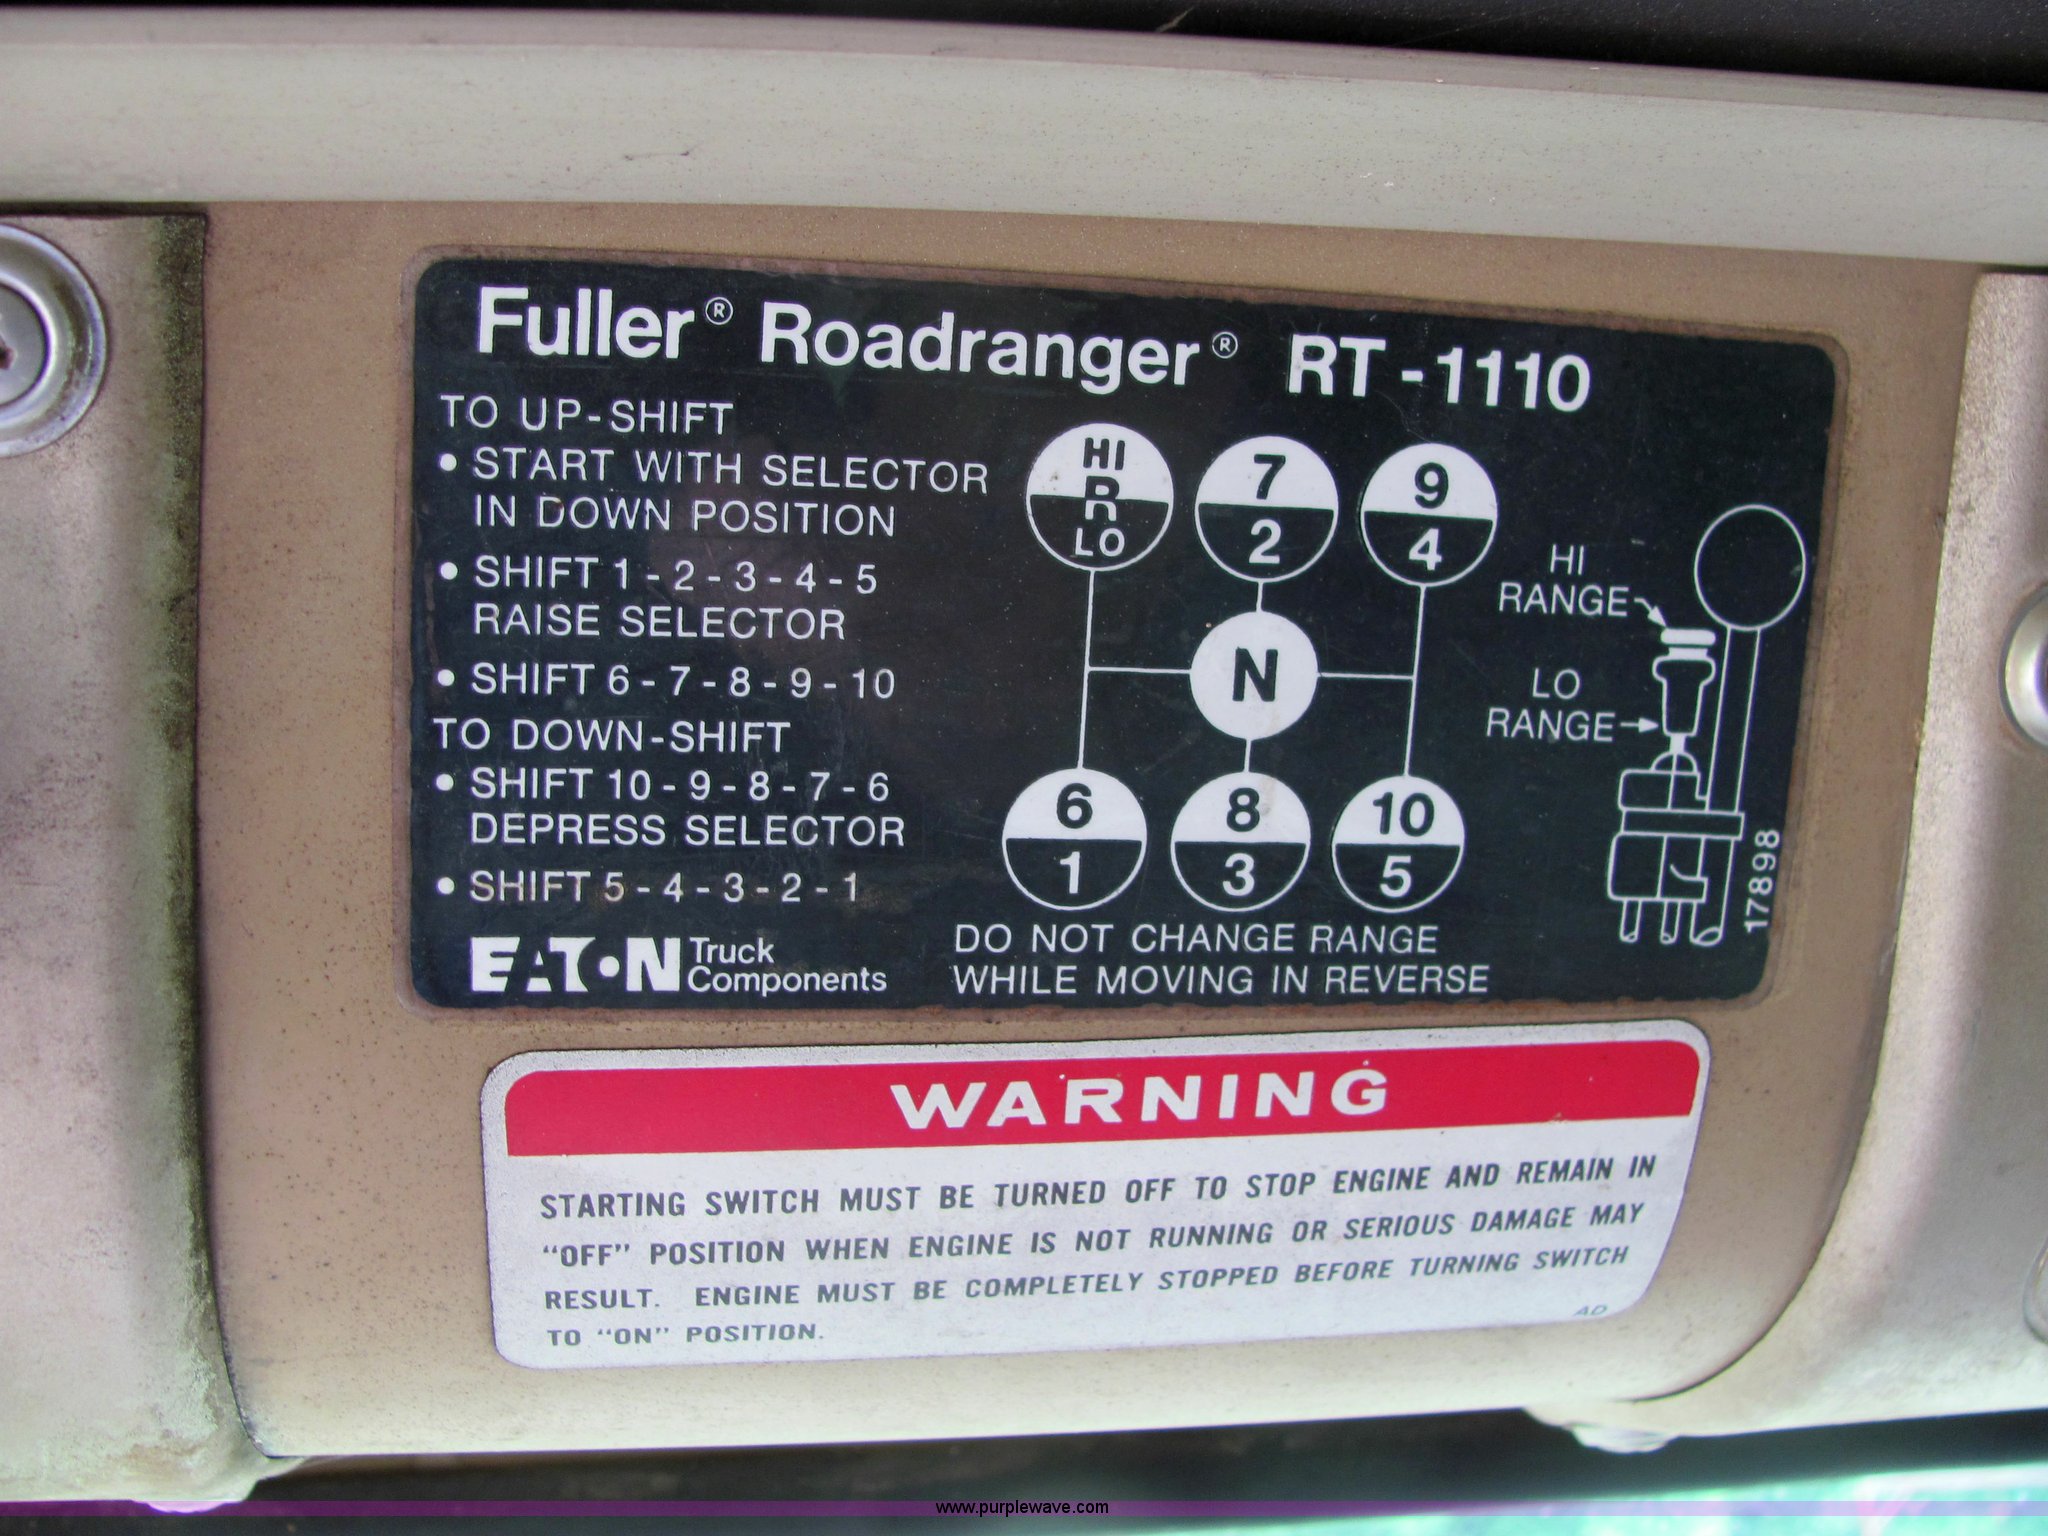 Fuller® Roadranger® RT-1110
TO UP-SHIFT
• START WITH SELECTOR
IN DOWN POSITION
• SHIFT 1 - 2 - 3 - 4 - 5
RAISE SELECTOR
• SHIFT 6 - 7 - 8 - 9 - 10
TO DOWN-SHIFT
• SHIFT 10 - 9 - 8 - 7 - 6
DEPRESS SELECTOR
• SHIFT 5 - 4 - 3 - 2 - 1
EATON Truck
Components
HI
R
LO
7
2
9
4
N
6
1
8
3
10
5
DO NOT CHANGE RANGE
WHILE MOVING IN REVERSE
HI
RANGE
LO
RANGE
17898
WARNING
STARTING SWITCH MUST BE TURNED OFF TO STOP ENGINE AND REMAIN IN
“OFF” POSITION WHEN ENGINE IS NOT RUNNING OR SERIOUS DAMAGE MAY
RESULT. ENGINE MUST BE COMPLETELY STOPPED BEFORE TURNING SWITCH
TO “ON” POSITION.
AD
www.purplewave.com